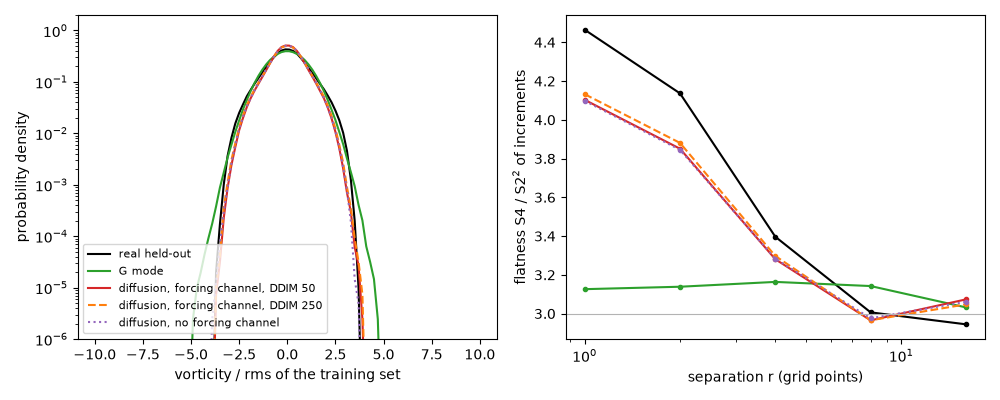 10⁰
10⁻¹
10⁻²
10⁻³
10⁻⁴
10⁻⁵
10⁻⁶
probability density
real held-out
G mode
diffusion, forcing channel, DDIM 50
diffusion, forcing channel, DDIM 250
diffusion, no forcing channel
−10.0 −7.5 −5.0 −2.5 0.0 2.5 5.0 7.5 10.0
vorticity / rms of the training set
4.4
4.2
4.0
3.8
3.6
3.4
3.2
3.0
flatness S4 / S2² of increments
10⁰ 10¹
separation r (grid points)